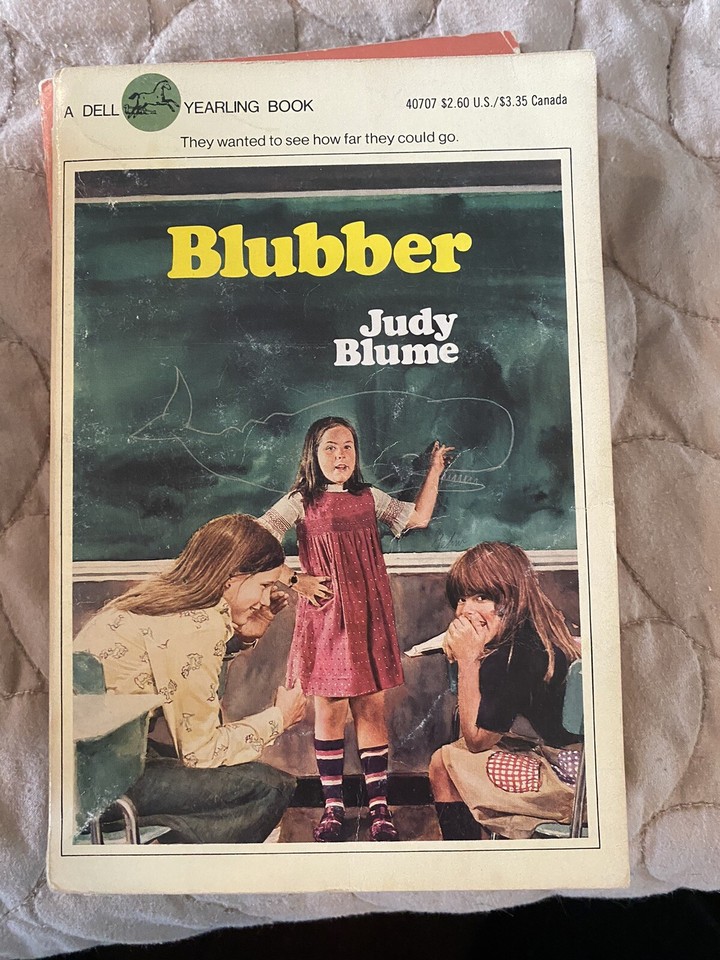 A DELL YEARLING BOOK 40707 $2.60 U.S./$3.35 Canada
They wanted to see how far they could go.
Blubber
Judy
Blume